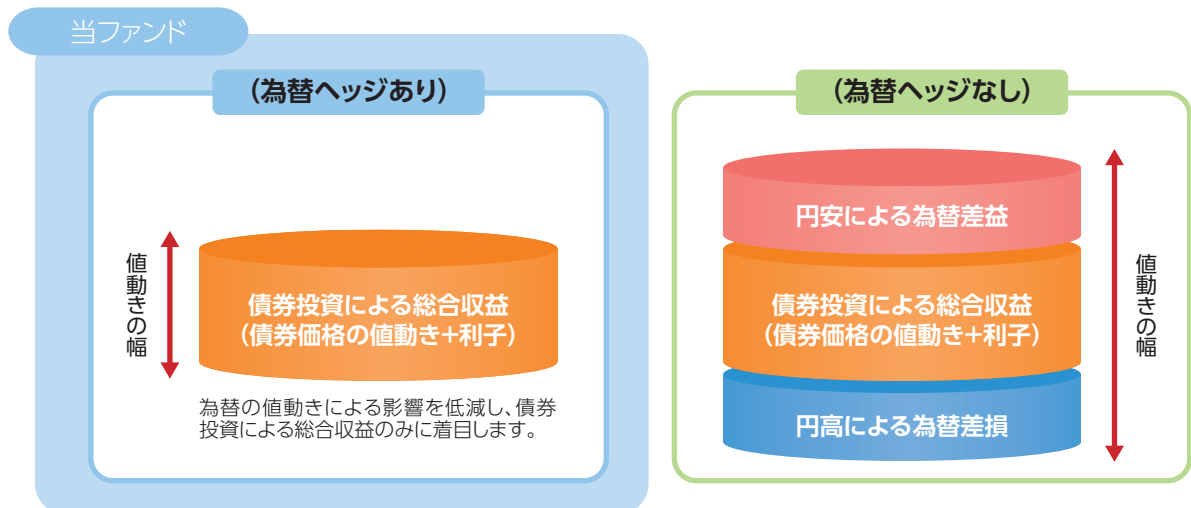 当ファンド
(為替ヘッジあり)
値動きの幅
債券投資による総合収益
(債券価格の値動き+利子)
為替の値動きによる影響を低減し、債券
投資による総合収益のみに着目します。
(為替ヘッジなし)
円安による為替差益
債券投資による総合収益
(債券価格の値動き+利子)
円高による為替差損
値動きの幅